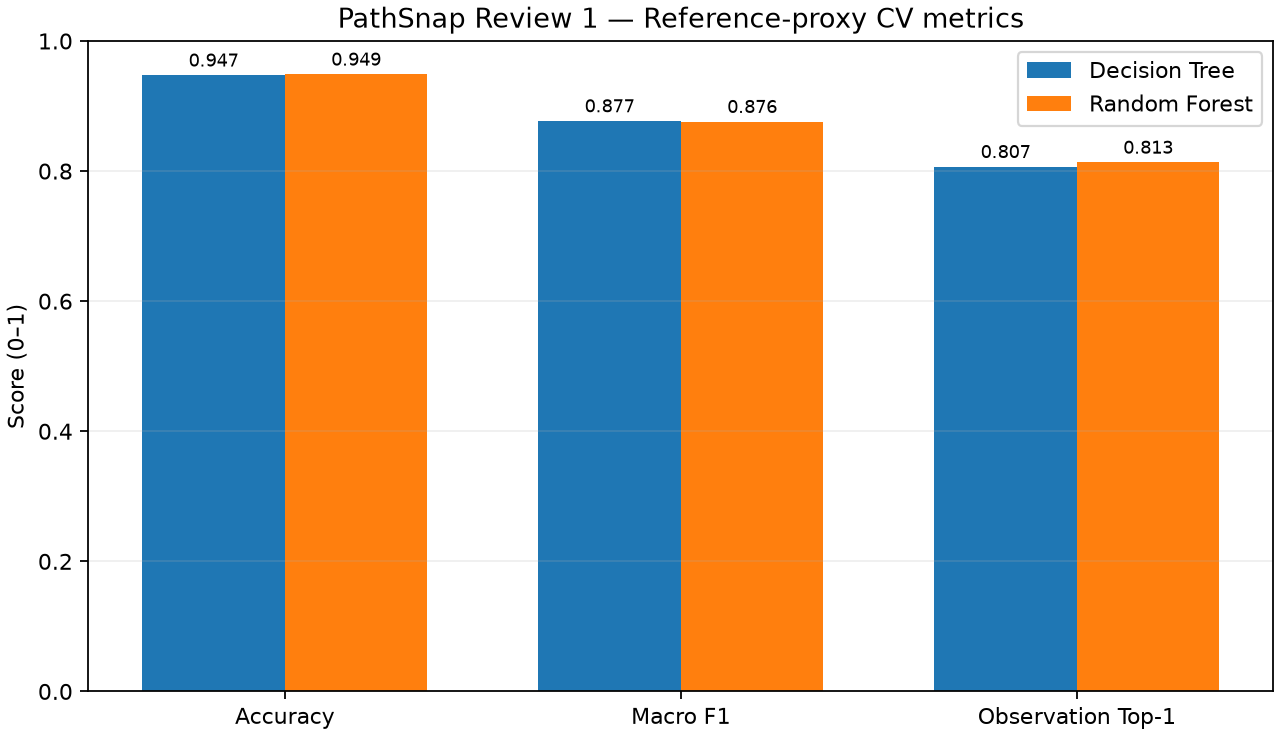 PathSnap Review 1 — Reference-proxy CV metrics
Decision Tree
Random Forest
Score (0–1)
1.0
0.8
0.6
0.4
0.2
0.0
0.947
0.949
0.877
0.876
0.807
0.813
Accuracy
Macro F1
Observation Top-1